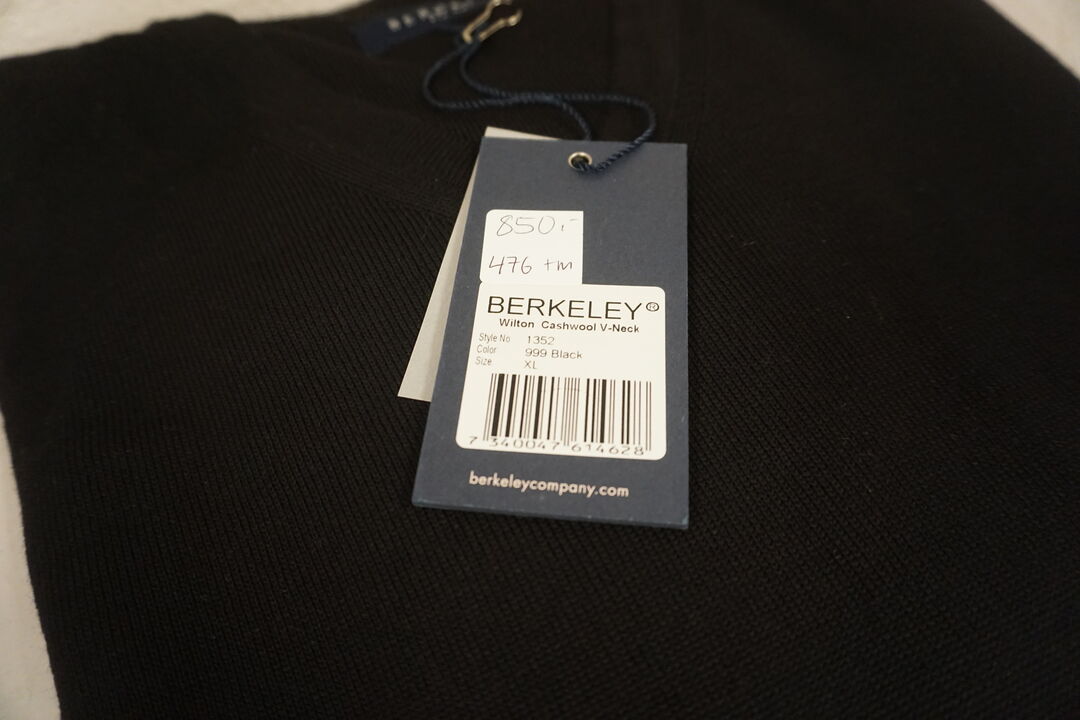 850:-
476 tm
BERKELEY®
Wilton Cashwool V-Neck
Style No 1352
Color 999 Black
Size XL
7 340047 614628
berkeleycompany.com